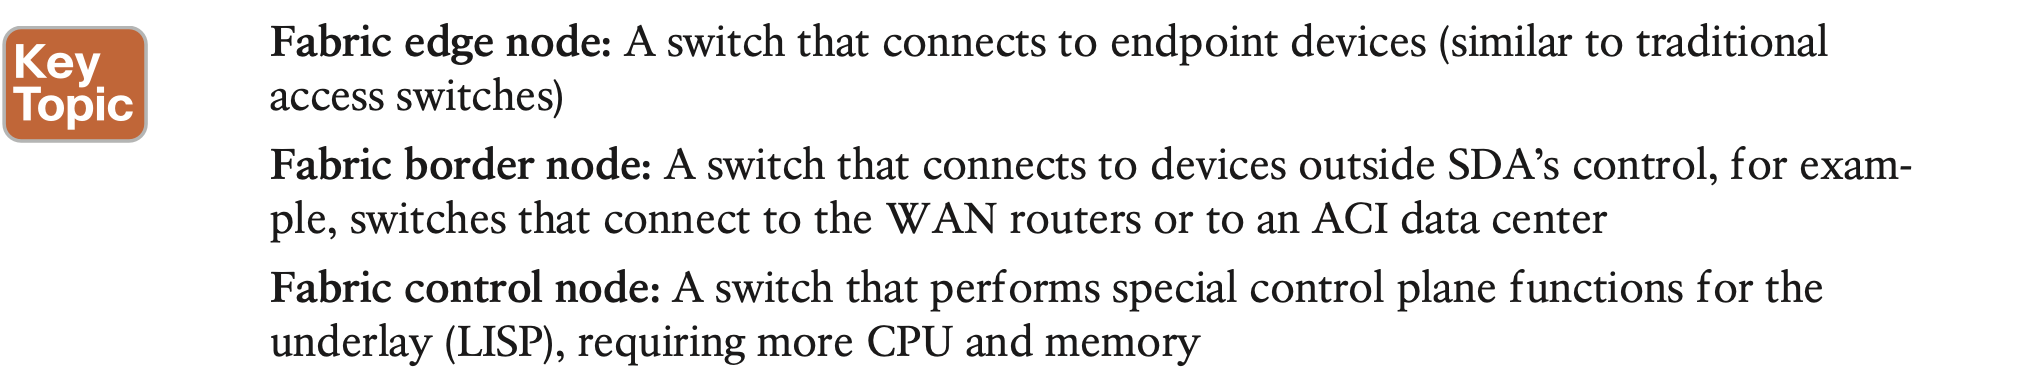 Key
Topic
Fabric edge node: A switch that connects to endpoint devices (similar to traditional
access switches)
Fabric border node: A switch that connects to devices outside SDA’s control, for exam-
ple, switches that connect to the WAN routers or to an ACI data center
Fabric control node: A switch that performs special control plane functions for the
underlay (LISP), requiring more CPU and memory